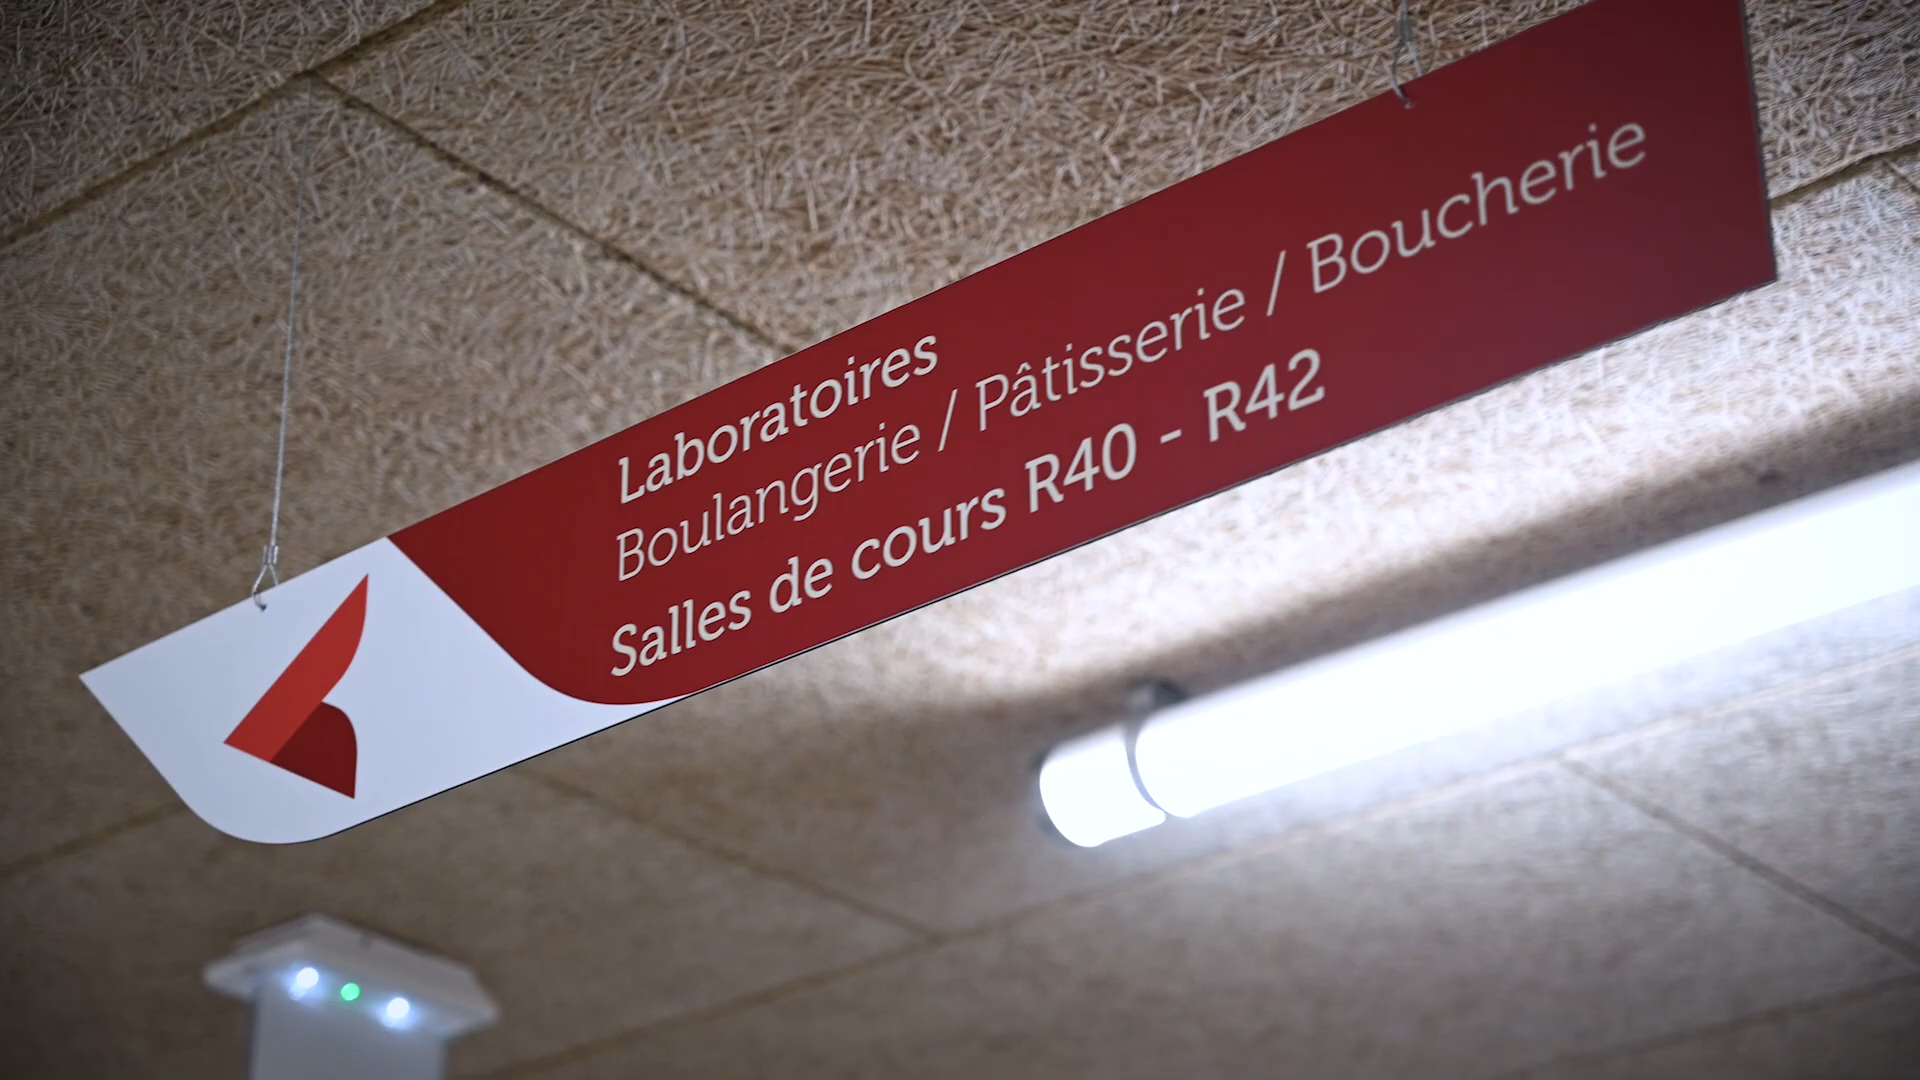 Laboratoires
Boulangerie / Pâtisserie / Boucherie
Salles de cours R40 - R42